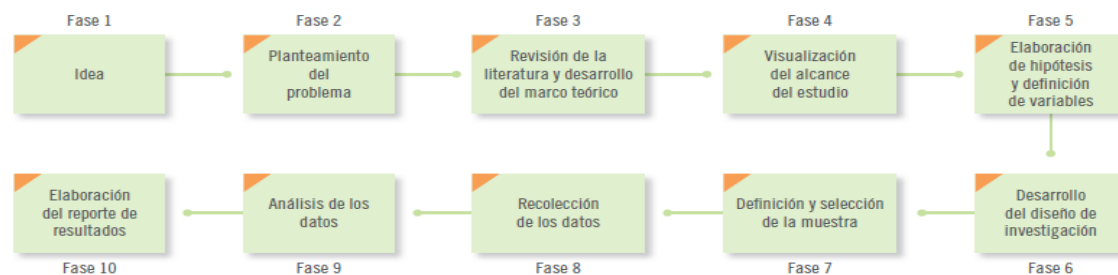 Fase 1
Idea
Fase 2
Planteamiento
del
problema
Fase 3
Revisión de la
literatura y desarrollo
del marco teórico
Fase 4
Visualización
del alcance
del estudio
Fase 5
Elaboración
de hipótesis
y definición
de variables
Desarrollo
del diseño de
investigación
Fase 6
Definición y selección
de la muestra
Fase 7
Recolección
de los datos
Fase 8
Análisis de los
datos
Fase 9
Elaboración
del reporte de
resultados
Fase 10